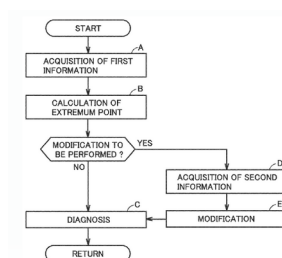 START
A
ACQUISITION OF FIRST
INFORMATION
B
CALCULATION OF
EXTREMUM POINT
MODIFICATION TO
BE PERFORMED ?
YES
NO
D
ACQUISITION OF SECOND
INFORMATION
C
DIAGNOSIS
E
MODIFICATION
RETURN